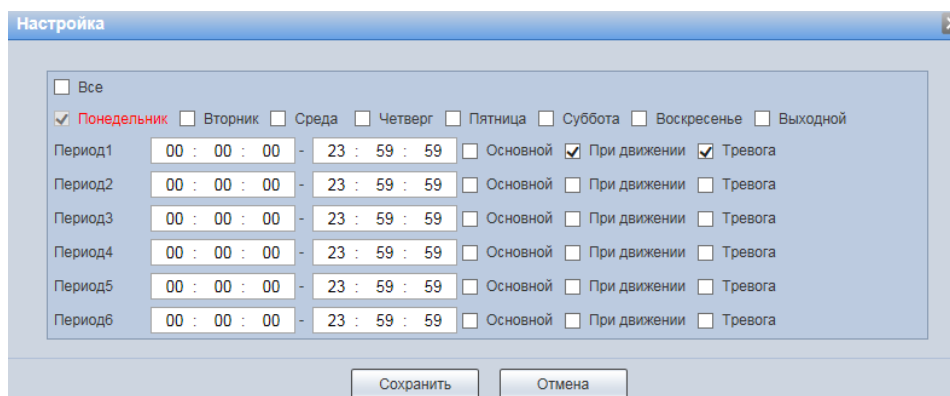 Настройка
Все
Понедельник Вторник Среда Четверг Пятница Суббота Воскресенье Выходной
Период1 00 : 00 : 00 - 23 : 59 : 59 Основной При движении Тревога
Период2 00 : 00 : 00 - 23 : 59 : 59 Основной При движении Тревога
Период3 00 : 00 : 00 - 23 : 59 : 59 Основной При движении Тревога
Период4 00 : 00 : 00 - 23 : 59 : 59 Основной При движении Тревога
Период5 00 : 00 : 00 - 23 : 59 : 59 Основной При движении Тревога
Период6 00 : 00 : 00 - 23 : 59 : 59 Основной При движении Тревога
Сохранить Отмена